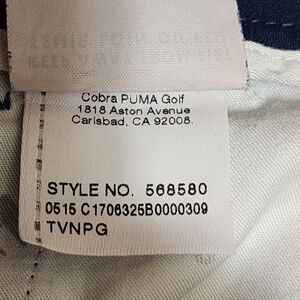 Cobra PUMA Golf
1818 Aston Avenue
Carlsbad, CA 92008.
STYLE NO. 568580
0515 C1706325B0000309
TVNPG